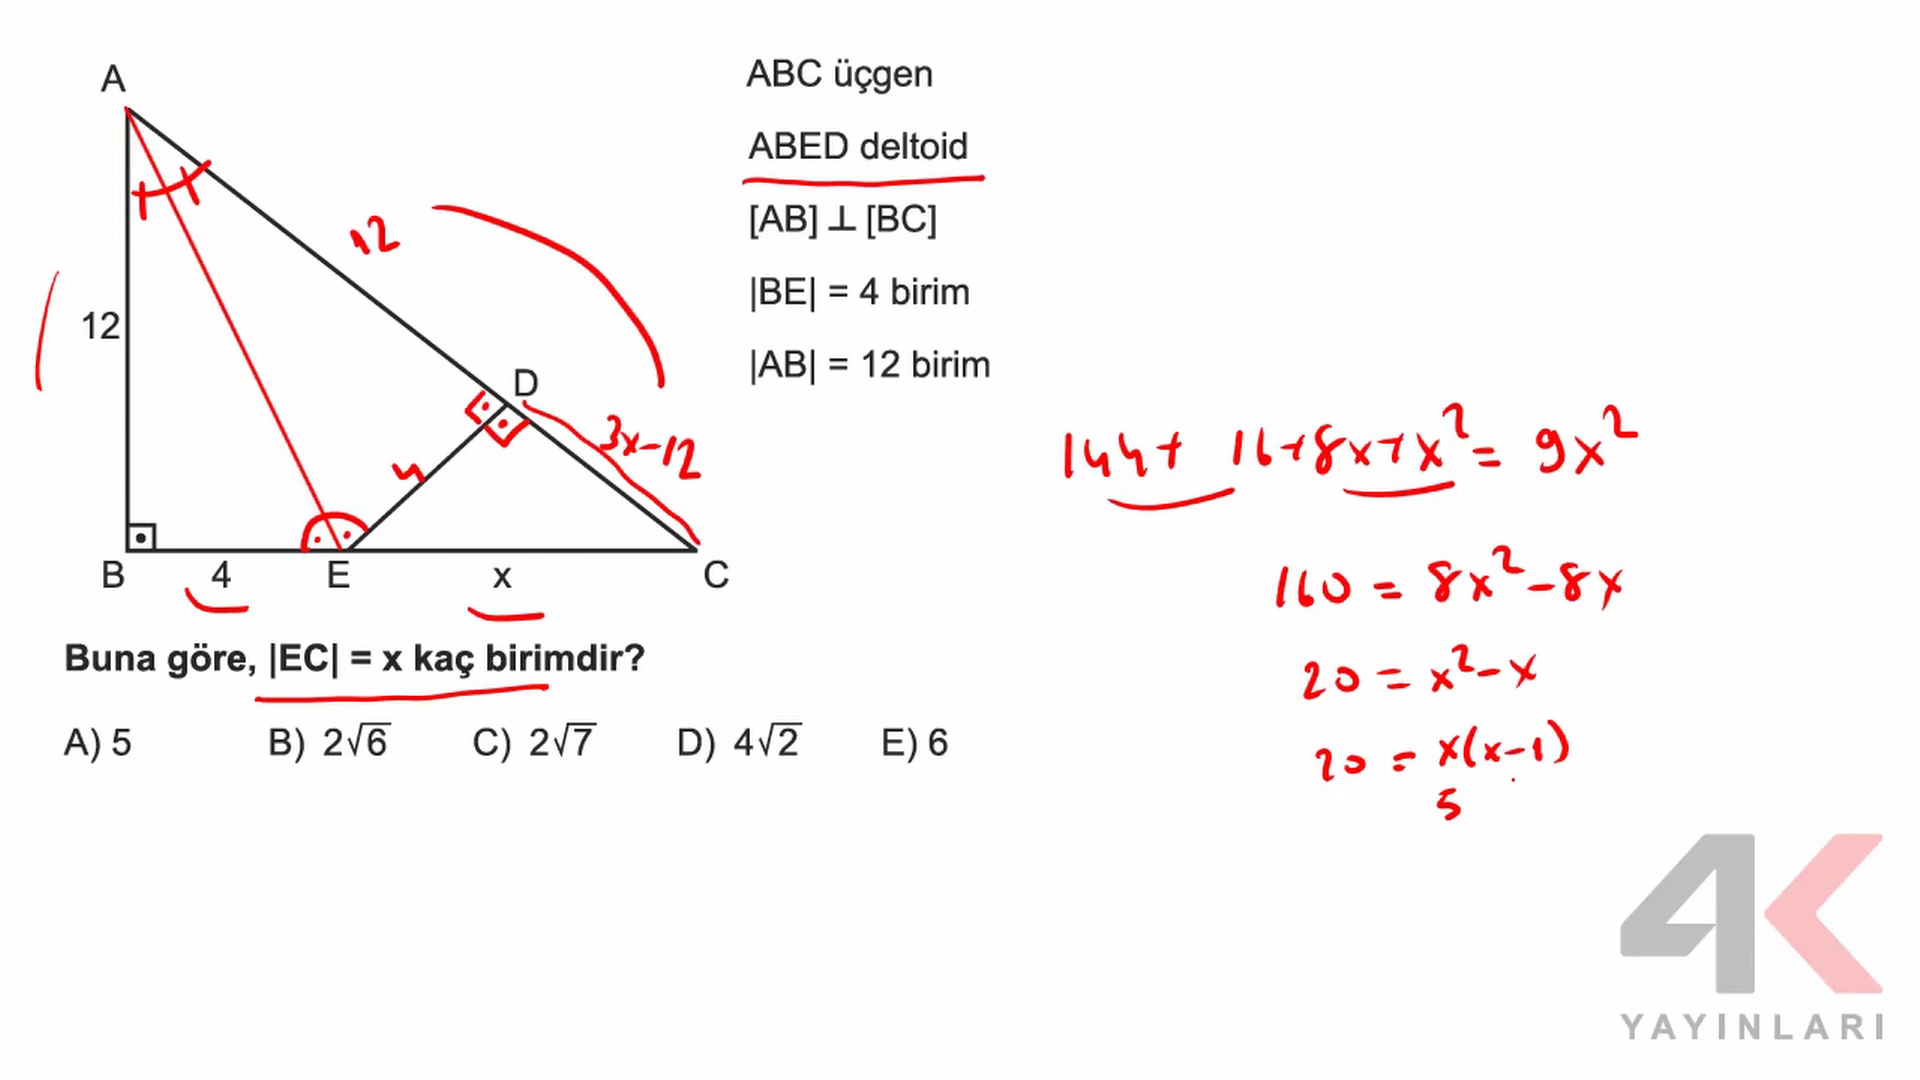 A
12
12
D
3x-12
4
B
4
E
x
C
ABC üçgen
ABED deltoid
[AB] ⊥ [BC]
|BE| = 4 birim
|AB| = 12 birim
Buna göre, |EC| = x kaç birimdir?
A) 5 B) 2√6 C) 2√7 D) 4√2 E) 6
144+ 16+8x+x² = 9x²
160 = 8x²-8x
20 = x²-x
20 = x(x-1)
5
4K
YAYINLARI